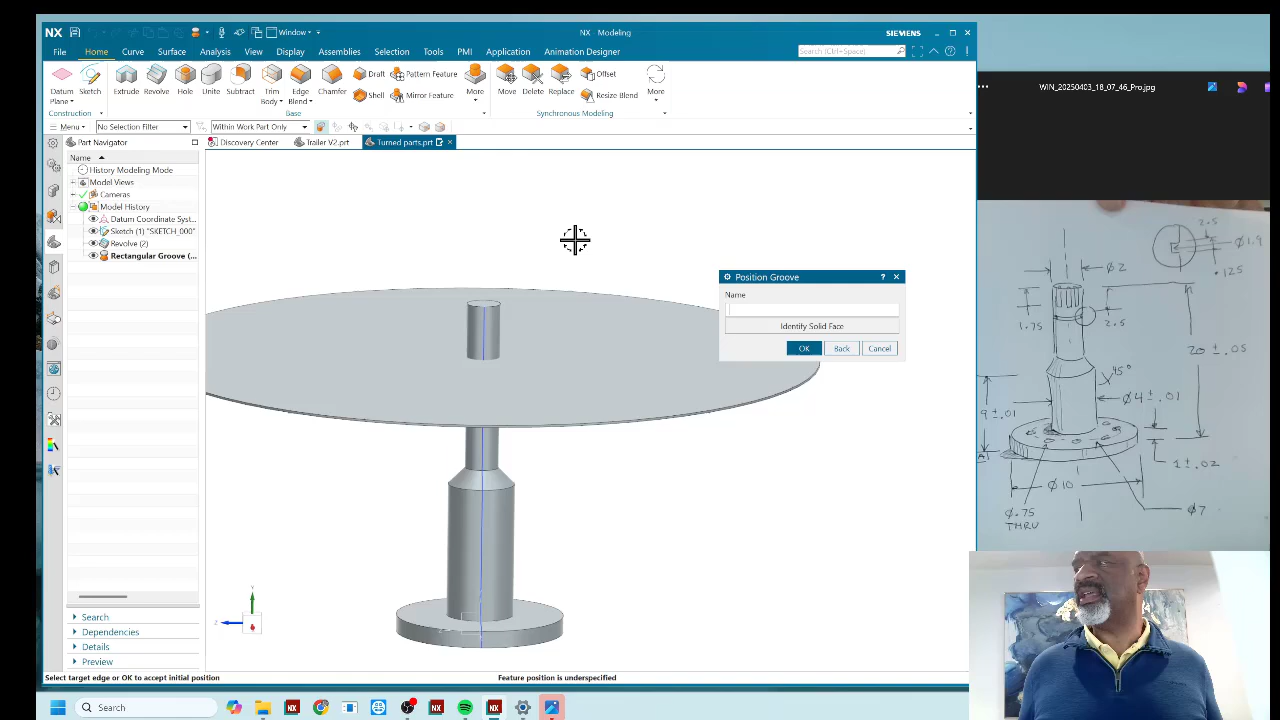 NX
Window
NX Modeling
SIEMENS
File Home Curve Surface Analysis View Display Assemblies Selection Tools PMI Application Animation Designer
Search (Ctrl+Space)
Datum Plane Sketch Extrude Revolve Hole Unite Subtract Trim Body Edge Blend Chamfer Draft Shell Pattern Feature Mirror Feature More Move Delete Replace Offset Resize Blend More
Construction Base Synchronous Modeling
Menu No Selection Filter Within Work Part Only
Part Navigator
Discovery Center Trailer V2.prt Turned parts.prt
Name
History Modeling Mode
Model Views
Cameras
Model History
Datum Coordinate Syst...
Sketch (1) "SKETCH_000"
Revolve (2)
Rectangular Groove (
Search
Dependencies
Details
Preview
Position Groove
Name
Identify Solid Face
OK Back Cancel
Y
Z
Select target edge or OK to accept initial position
Feature position is underspecified
Search
WIN_20250403_18_07_46_Pro.jpg
2.5
Ø1.9
.125
Ø2
1.75
2.5
20 ± .05
X45°
Ø4±.01
9±.01
A
1±.02
Ø10
Ø7
Ø.75
THRU